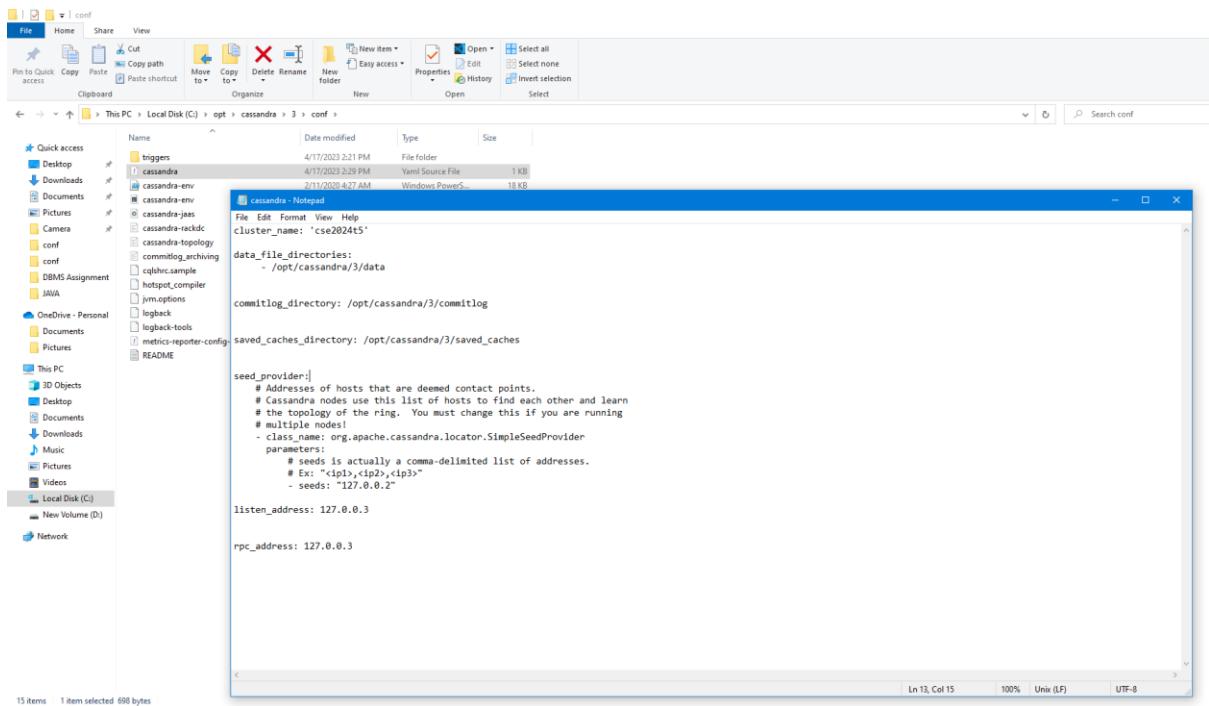 conf
File Home Share View
Pin to Quick access
Copy
Paste
Cut
Copy path
Paste shortcut
Move to
Copy to
Delete
Rename
New folder
New item
Easy access
Properties
Open
Edit
History
Select all
Select none
Invert selection
Clipboard Organize New Open Select
This PC > Local Disk (C:) > opt > cassandra > 3 > conf >
Search conf
Quick access
Desktop
Downloads
Documents
Pictures
Camera
conf
conf
DBMS Assignment
JAVA
OneDrive - Personal
Documents
Pictures
This PC
3D Objects
Desktop
Documents
Downloads
Music
Pictures
Videos
Local Disk (C:)
New Volume (D:)
Network
Name Date modified Type Size
triggers 4/17/2023 2:21 PM File folder
cassandra 4/17/2023 2:29 PM Yaml Source File 1 KB
cassandra-env 2/11/2020 4:27 AM Windows PowerS... 18 KB
cassandra-env
cassandra-jaas
cassandra-rackdc
cassandra-topology
commitlog_archiving
cqlshrc.sample
hotspot_compiler
jvm.options
logback
logback-tools
metrics-reporter-config-
README
cassandra - Notepad
File Edit Format View Help
cluster_name: 'cse2024t5'
data_file_directories:
- /opt/cassandra/3/data
commitlog_directory: /opt/cassandra/3/commitlog
saved_caches_directory: /opt/cassandra/3/saved_caches
seed_provider:
# Addresses of hosts that are deemed contact points.
# Cassandra nodes use this list of hosts to find each other and learn
# the topology of the ring.  You must change this if you are running
# multiple nodes!
- class_name: org.apache.cassandra.locator.SimpleSeedProvider
parameters:
# seeds is actually a comma-delimited list of addresses.
# Ex: "<ip1>,<ip2>,<ip3>"
- seeds: "127.0.0.2"
listen_address: 127.0.0.3
rpc_address: 127.0.0.3
Ln 13, Col 15 100% Unix (LF) UTF-8
15 items 1 item selected 698 bytes